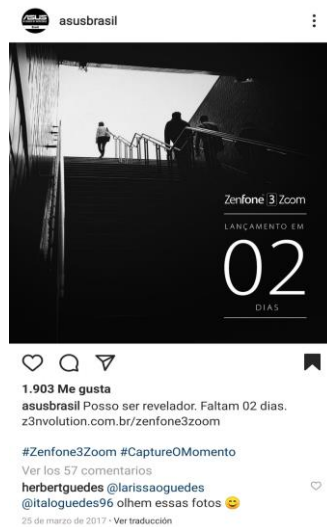 ASUS
asusbrasil
Zenfone 3 Zoom
LANÇAMENTO EM
02
DIAS
1.903 Me gusta
asusbrasil Posso ser revelador. Faltam 02 dias.
z3nvolution.com.br/zenfone3zoom
#Zenfone3Zoom #CaptureOMomento
Ver los 57 comentarios
herbertguedes @larissaoguedes
@italoguedes96 olhem essas fotos 😄
25 de marzo de 2017 • Ver traducción